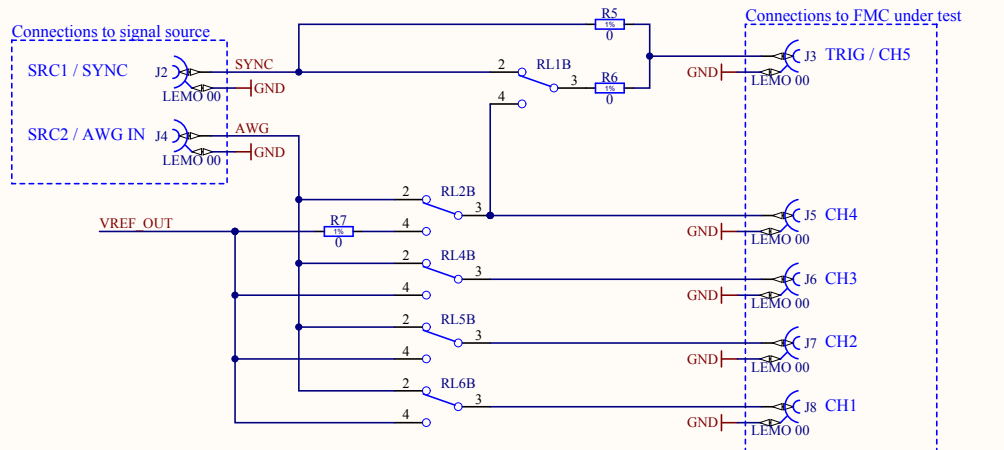 Connections to signal source
Connections to FMC under test
R5
1%
0
SRC1 / SYNC
J2
SYNC
GND
LEMO 00
2
RL1B
3
4
R6
1%
0
J3
TRIG / CH5
GND
LEMO 00
SRC2 / AWG IN
J4
AWG
GND
LEMO 00
2
RL2B
3
4
J5
CH4
GND
LEMO 00
VREF_OUT
R7
1%
0
2
RL4B
3
4
J6
CH3
GND
LEMO 00
2
RL5B
3
4
J7
CH2
GND
LEMO 00
2
RL6B
3
4
J8
CH1
GND
LEMO 00